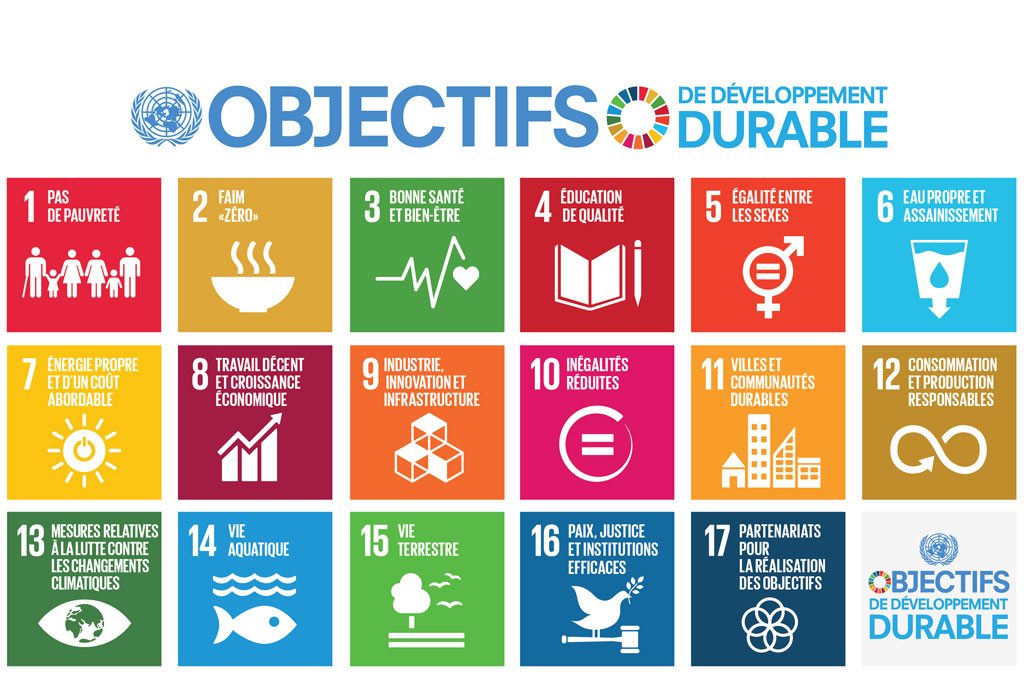 OBJECTIFS
DE DÉVELOPPEMENT
DURABLE
1 PAS
DE PAUVRETÉ
2 FAIM
«ZÉRO»
3 BONNE SANTÉ
ET BIEN-ÊTRE
4 ÉDUCATION
DE QUALITÉ
5 ÉGALITÉ ENTRE
LES SEXES
6 EAU PROPRE ET
ASSAINISSEMENT
7 ÉNERGIE PROPRE
ET D'UN COÛT
ABORDABLE
8 TRAVAIL DÉCENT
ET CROISSANCE
ÉCONOMIQUE
9 INDUSTRIE,
INNOVATION ET
INFRASTRUCTURE
10 INÉGALITÉS
RÉDUITES
11 VILLES ET
COMMUNAUTÉS
DURABLES
12 CONSOMMATION
ET PRODUCTION
RESPONSABLES
13 MESURES RELATIVES
À LA LUTTE CONTRE
LES CHANGEMENTS
CLIMATIQUES
14 VIE
AQUATIQUE
15 VIE
TERRESTRE
16 PAIX, JUSTICE
ET INSTITUTIONS
EFFICACES
17 PARTENARIATS
POUR
LA RÉALISATION
DES OBJECTIFS
OBJECTIFS
DE DÉVELOPPEMENT
DURABLE